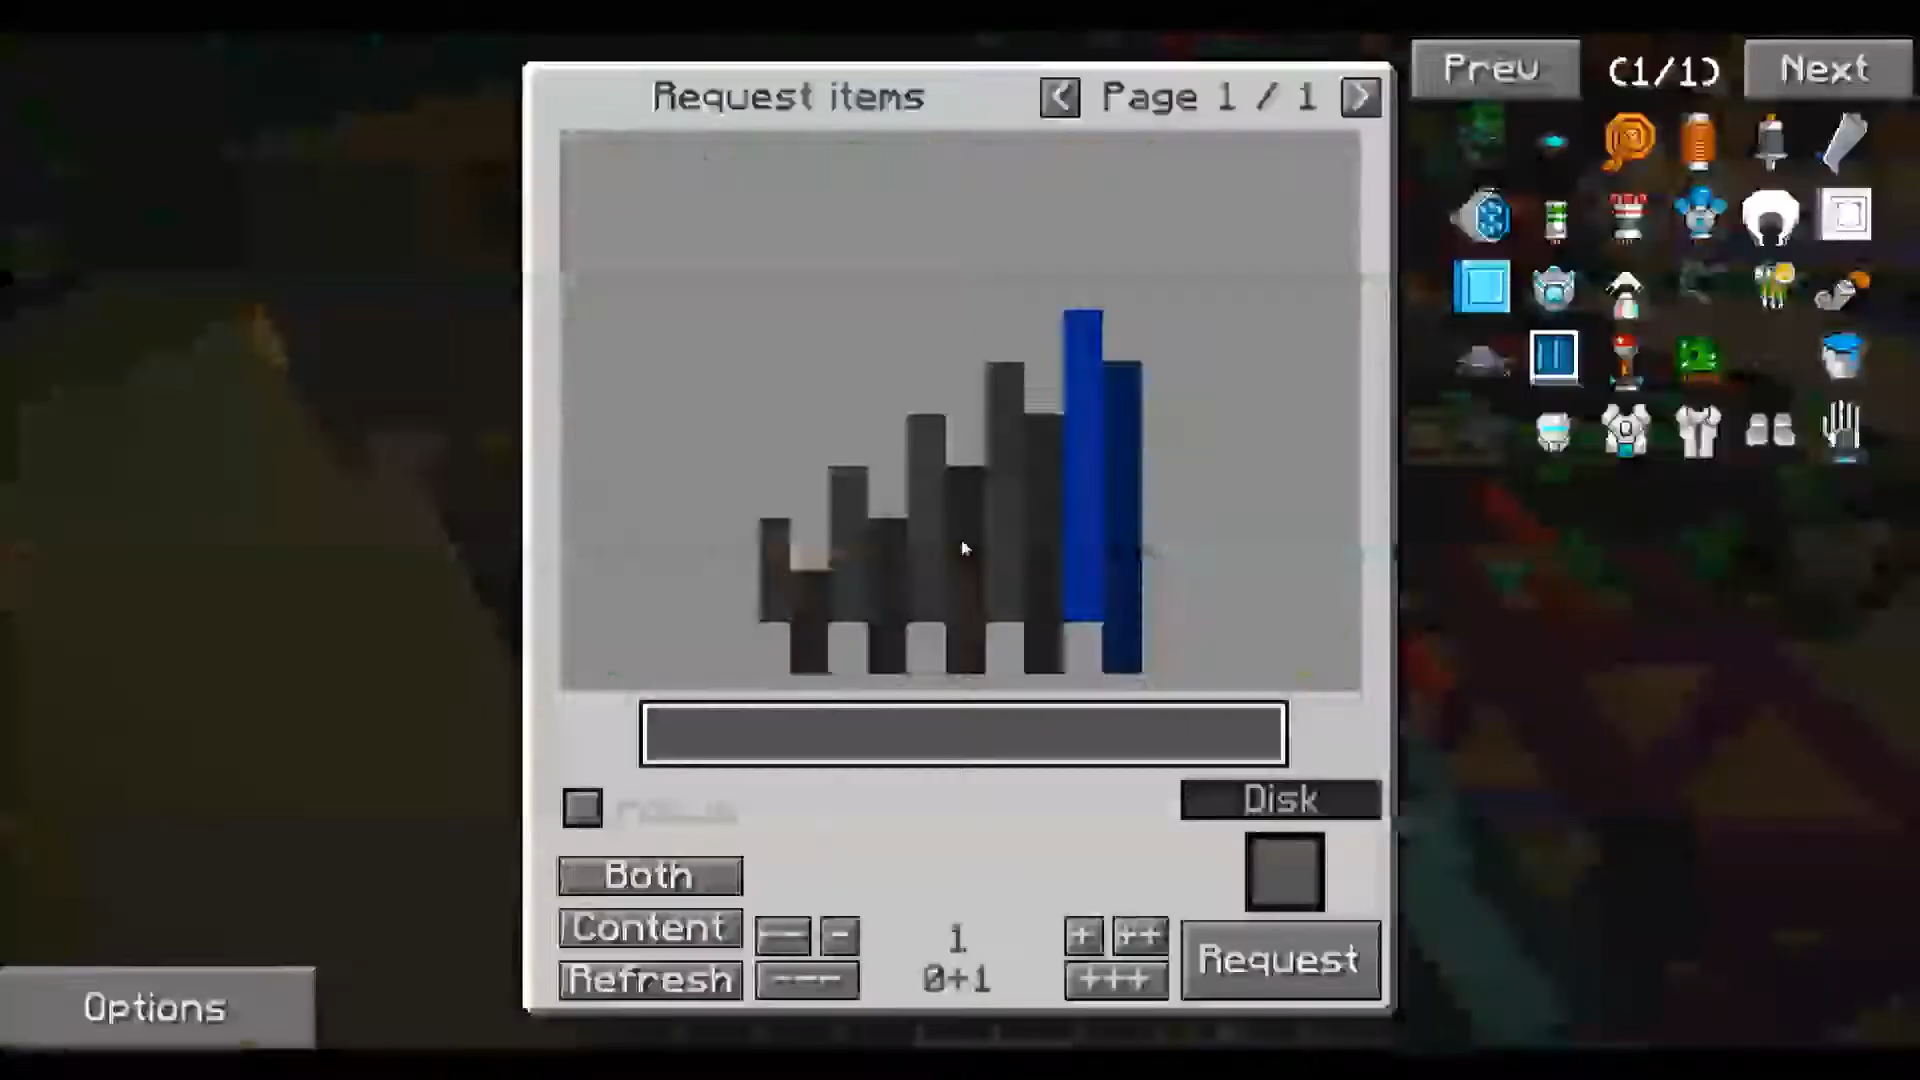 Request items
< Page 1 / 1 >
Prev (1/1) Next
Disk
Both
Content
Refresh
--- -
1
+ ++
---
0+1
+++
Request
Options